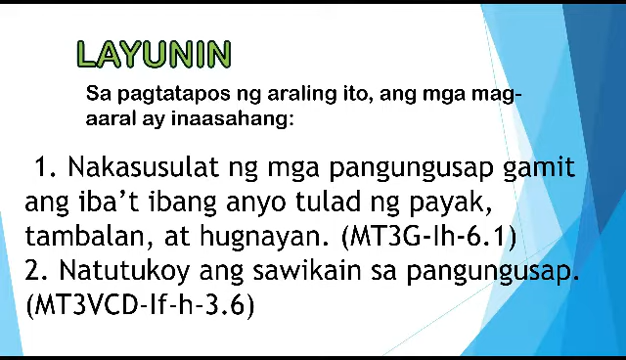 LAYUNIN
Sa pagtatapos ng araling ito, ang mga mag-
aaral ay inaasahang:
1. Nakasusulat ng mga pangungusap gamit
ang iba't ibang anyo tulad ng payak,
tambalan, at hugnayan. (MT3G-Ih-6.1)
2. Natutukoy ang sawikain sa pangungusap.
(MT3VCD-If-h-3.6)